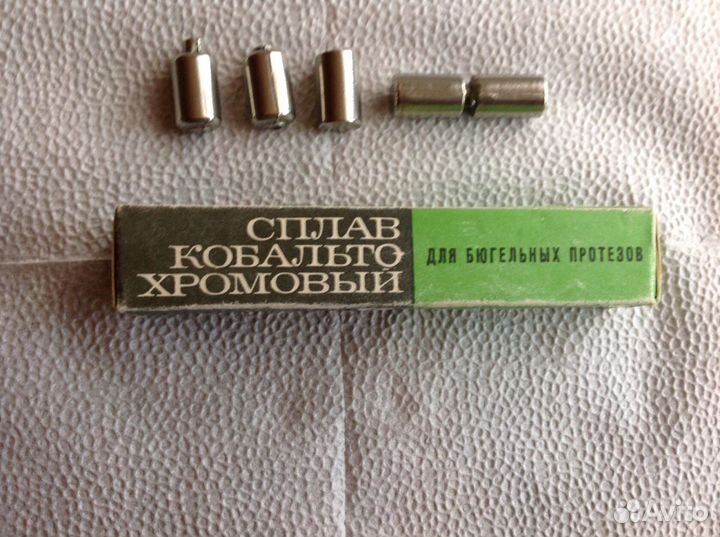 СПЛАВ
КОБАЛЬТО
ХРОМОВЫЙ
ДЛЯ БЮГЕЛЬНЫХ ПРОТЕЗОВ
Avito